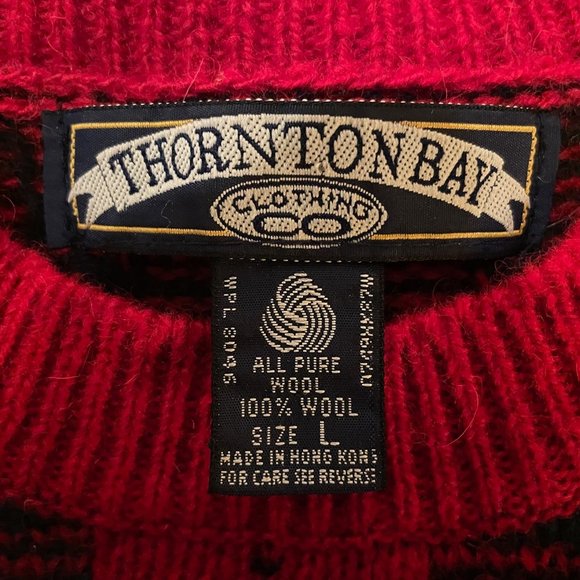 THORNTON BAY
CLOTHING
CO
WPL 8096
ALL PURE
WOOL
100% WOOL
SIZE L
MADE IN HONG KONG
FOR CARE SEE REVERSE